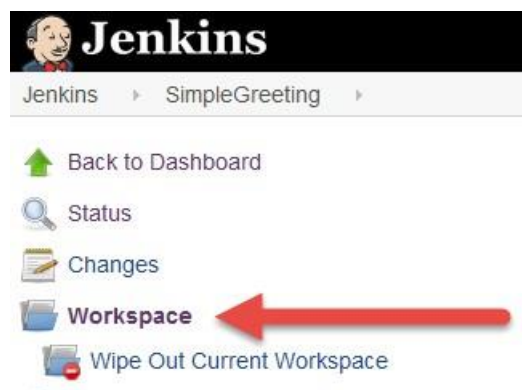 Jenkins
Jenkins SimpleGreeting
Back to Dashboard
Status
Changes
Workspace
Wipe Out Current Workspace